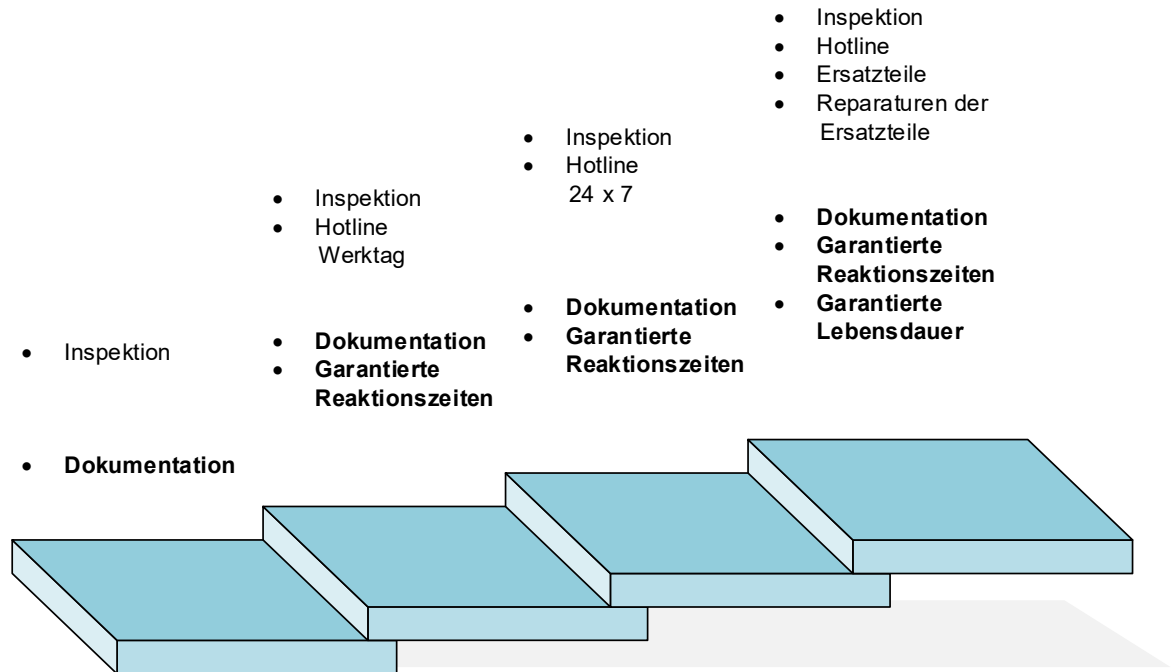 • Inspektion
• Dokumentation
• Inspektion
• Hotline
Werktag
• Dokumentation
• Garantierte
Reaktionszeiten
• Inspektion
• Hotline
24 x 7
• Dokumentation
• Garantierte
Reaktionszeiten
• Inspektion
• Hotline
• Ersatzteile
• Reparaturen der
Ersatzteile
• Dokumentation
• Garantierte
Reaktionszeiten
• Garantierte
Lebensdauer